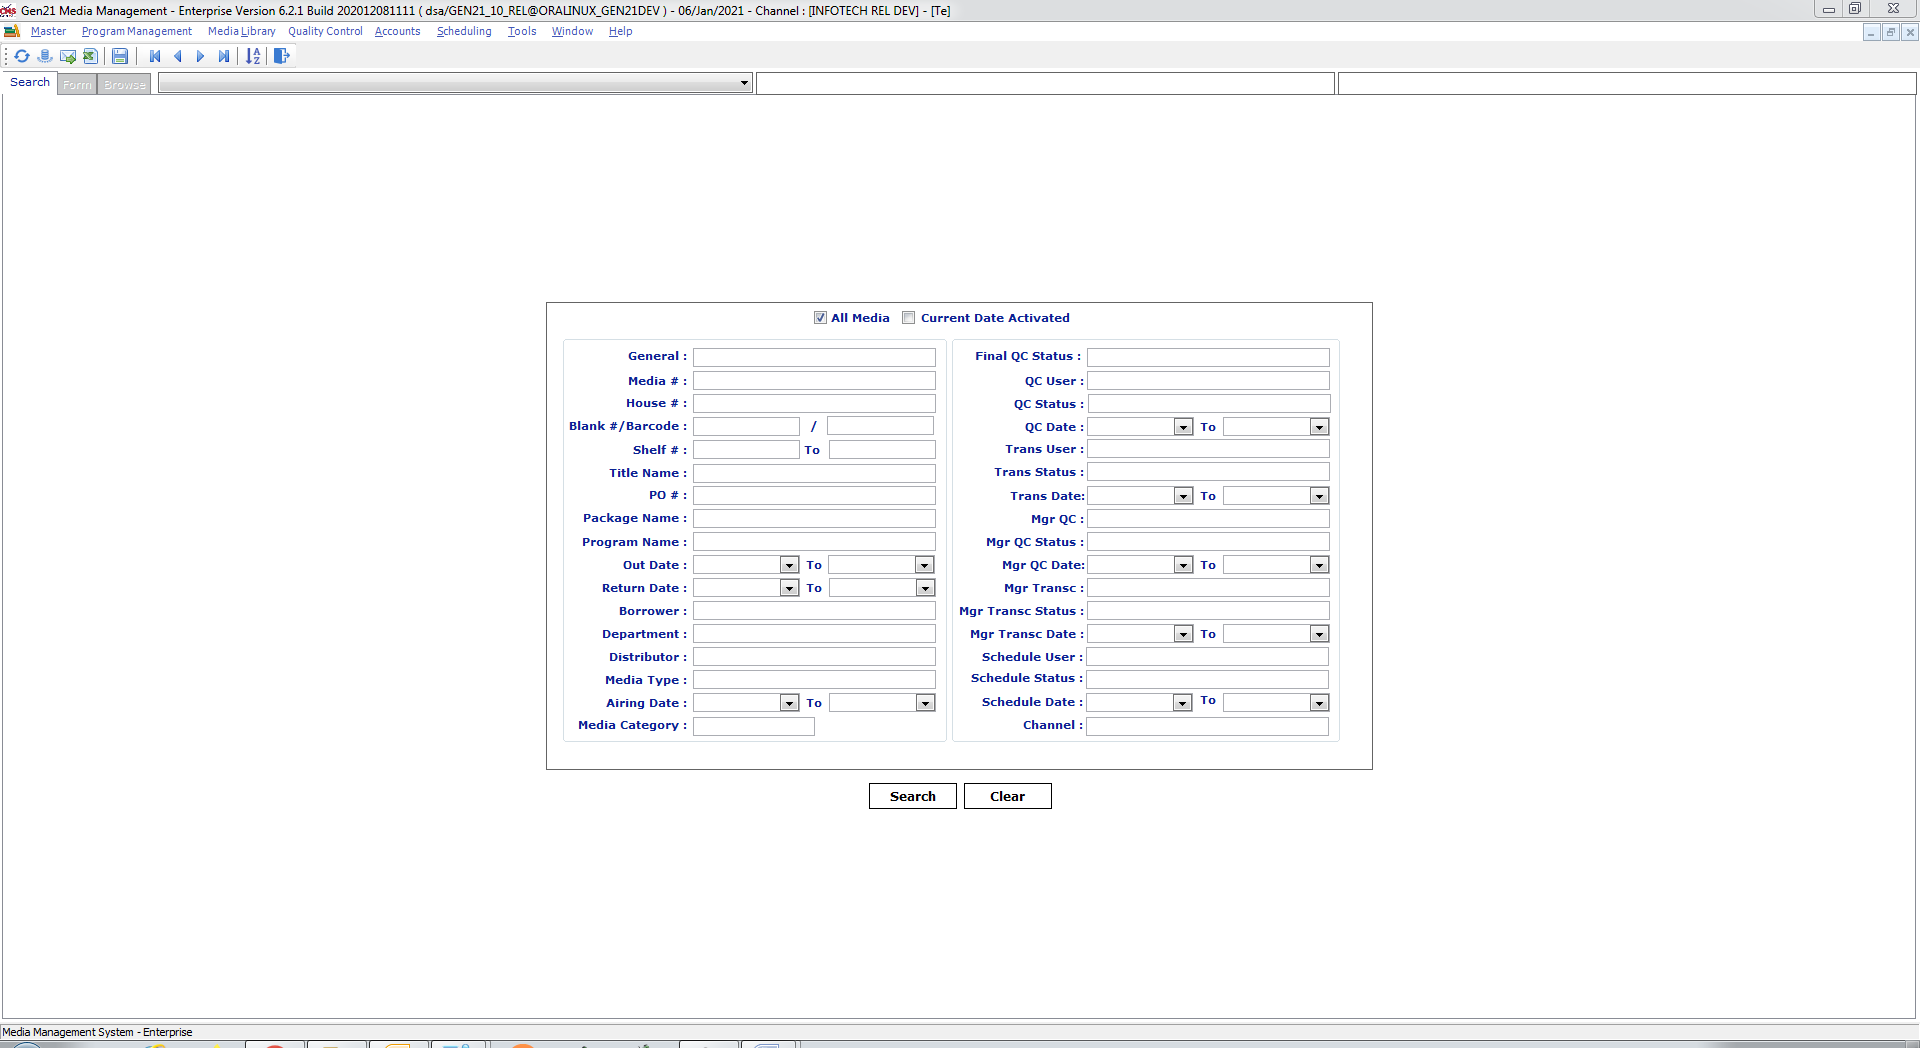 Gen21 Media Management - Enterprise Version 6.2.1 Build 202012081111 ( dsa/GEN21_10_REL@ORALINUX_GEN21DEV ) - 06/Jan/2021 - Channel : [INFOTECH REL DEV] - [Te]
Master Program Management Media Library Quality Control Accounts Scheduling Tools Window Help
Search Form Browse
All Media Current Date Activated
General :
Media # :
House # :
Blank #/Barcode : /
Shelf # : To
Title Name :
PO # :
Package Name :
Program Name :
Out Date : To
Return Date : To
Borrower :
Department :
Distributor :
Media Type :
Airing Date : To
Media Category :
Final QC Status :
QC User :
QC Status :
QC Date : To
Trans User :
Trans Status :
Trans Date: To
Mgr QC :
Mgr QC Status :
Mgr QC Date: To
Mgr Transc :
Mgr Transc Status :
Mgr Transc Date : To
Schedule User :
Schedule Status :
Schedule Date : To
Channel :
Search Clear
Media Management System - Enterprise